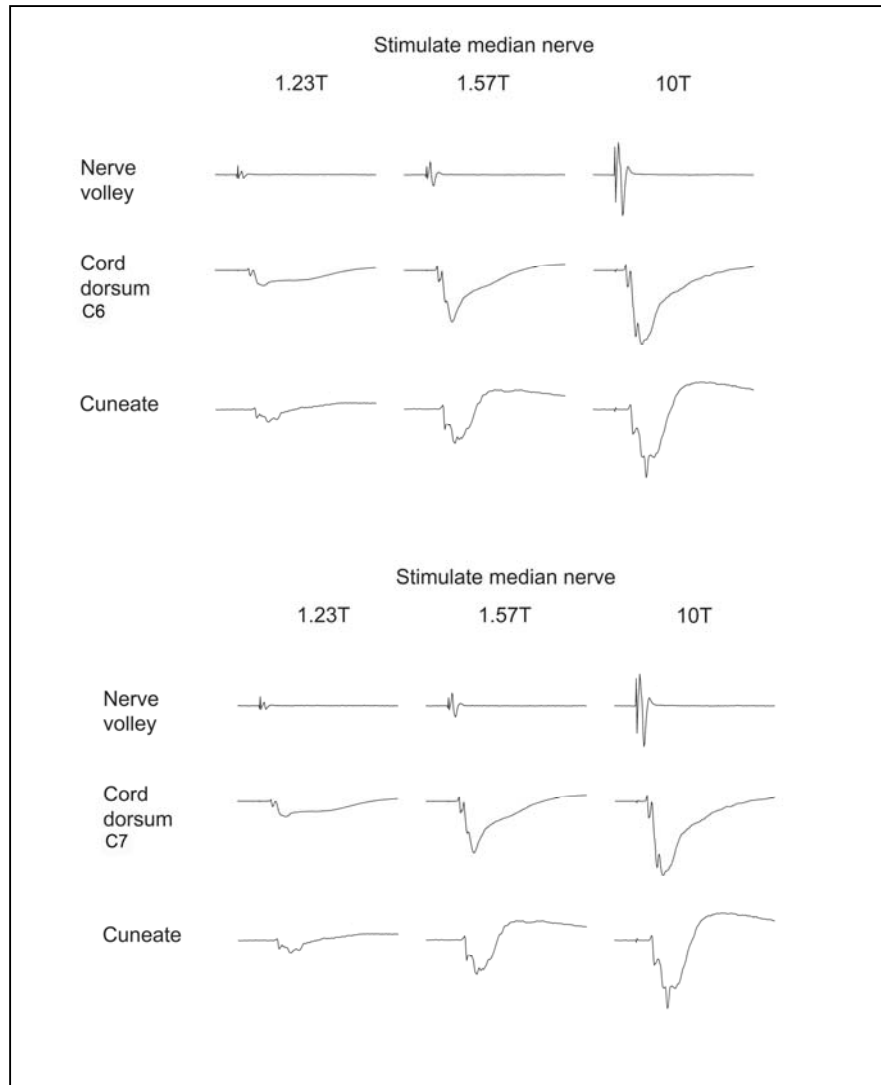 Stimulate median nerve
1.23T 1.57T 10T
Nerve
volley
Cord
dorsum
C6
Cuneate
Stimulate median nerve
1.23T 1.57T 10T
Nerve
volley
Cord
dorsum
C7
Cuneate